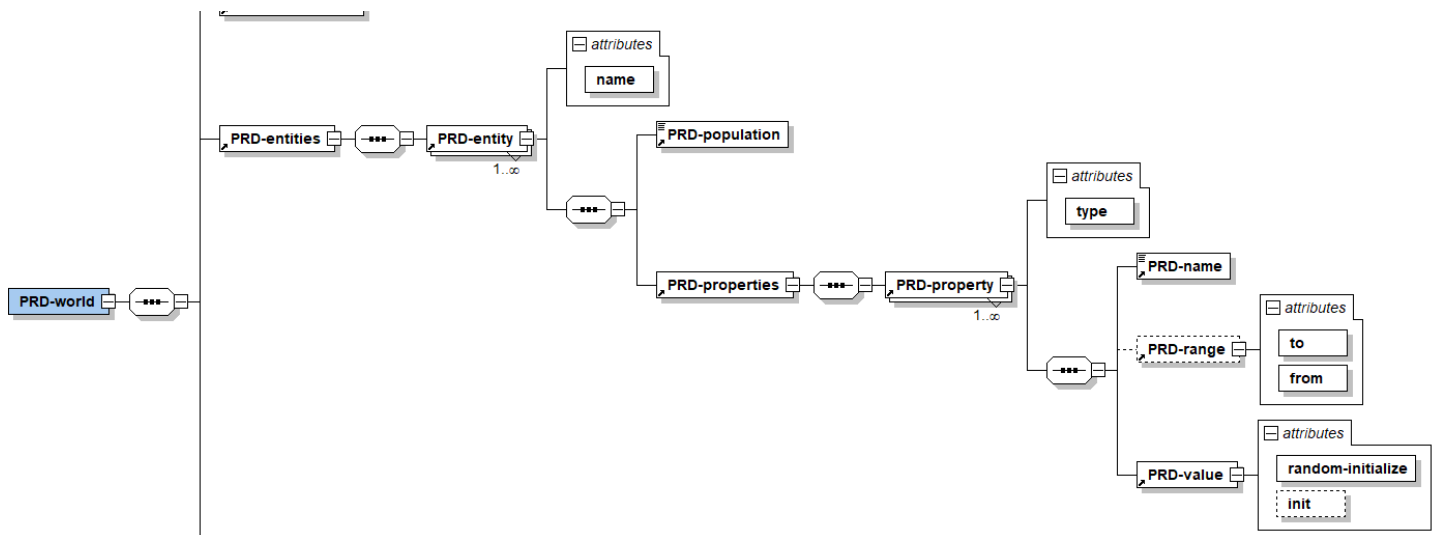 attributes
name
PRD-entities
PRD-entity
1..∞
PRD-population
attributes
type
PRD-name
PRD-properties
PRD-property
1..∞
PRD-world
attributes
to
PRD-range
from
attributes
random-initialize
PRD-value
init